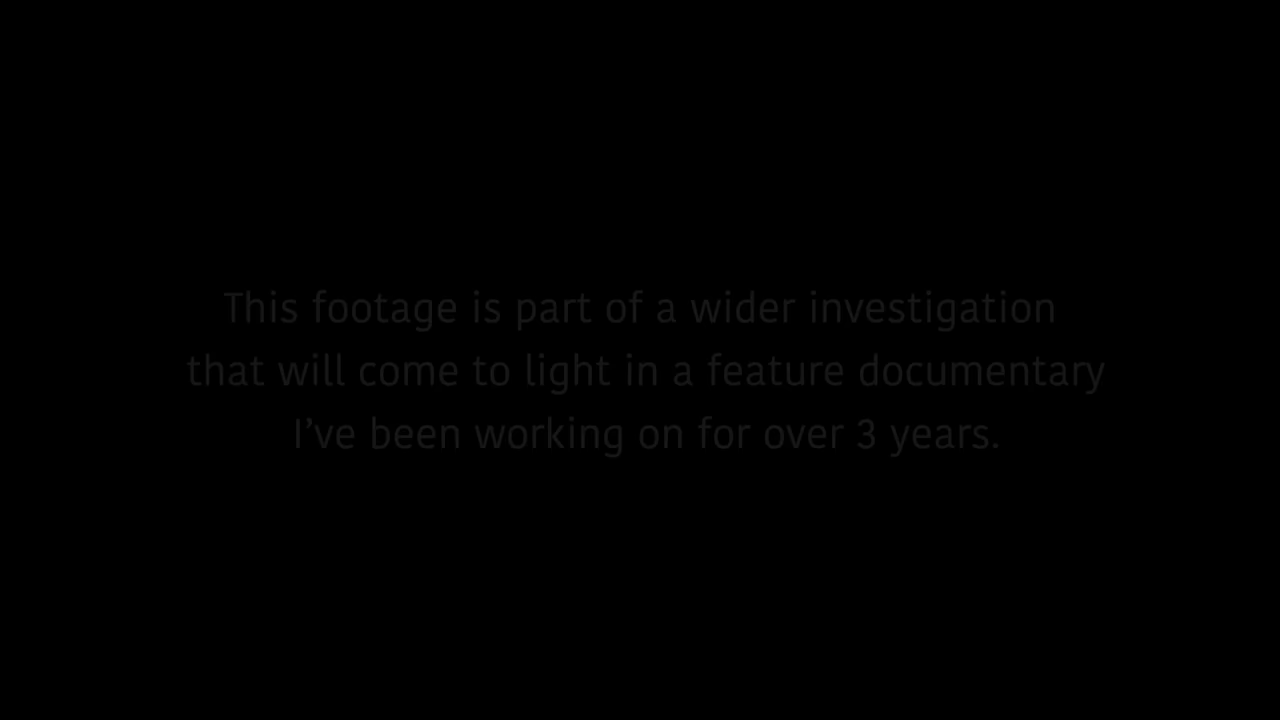 This footage is part of a wider investigation
that will come to light in a feature documentary
I’ve been working on for over 3 years.